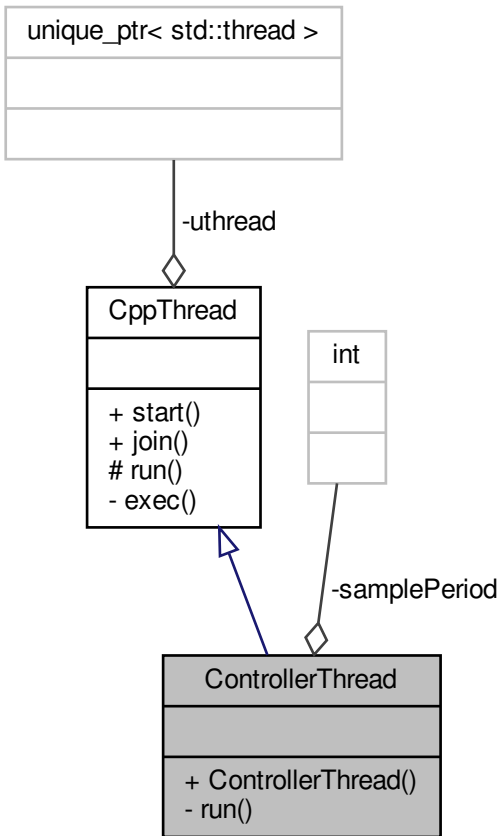 unique_ptr< std::thread >
-uthread
CppThread
+ start()
+ join()
# run()
- exec()
int
-samplePeriod
ControllerThread
+ ControllerThread()
- run()